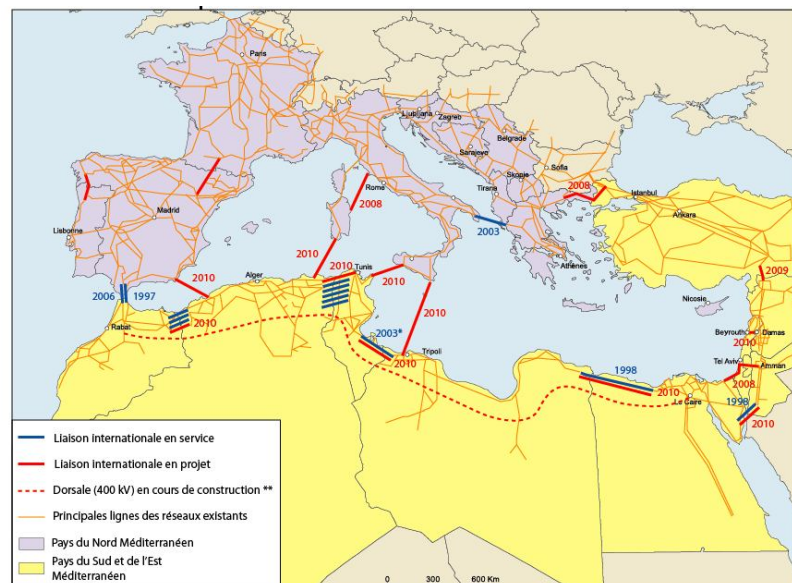 Paris
Ljubljana
Zagreb
Belgrade
Sarajevo
Skopje
Sofia
Istanbul
Tirana
Rome
2008
2008
Ankara
Madrid
Lisbonne
2003
Athènes
2009
2010
2010
2010
2010
Alger
Tunis
2006
1997
Rabat
2010
2010
Nicosie
Beyrouth
Damas
2010
2003*
2010
Tripoli
Tel Aviv
Amman
2008
1998
2010
Le Caire
1998
2010
Liaison internationale en service
Liaison internationale en projet
Dorsale (400 kV) en cours de construction **
Principales lignes des réseaux existants
Pays du Nord Méditerranéen
Pays du Sud et de l'Est
Méditerranéen
0 300 600 Km